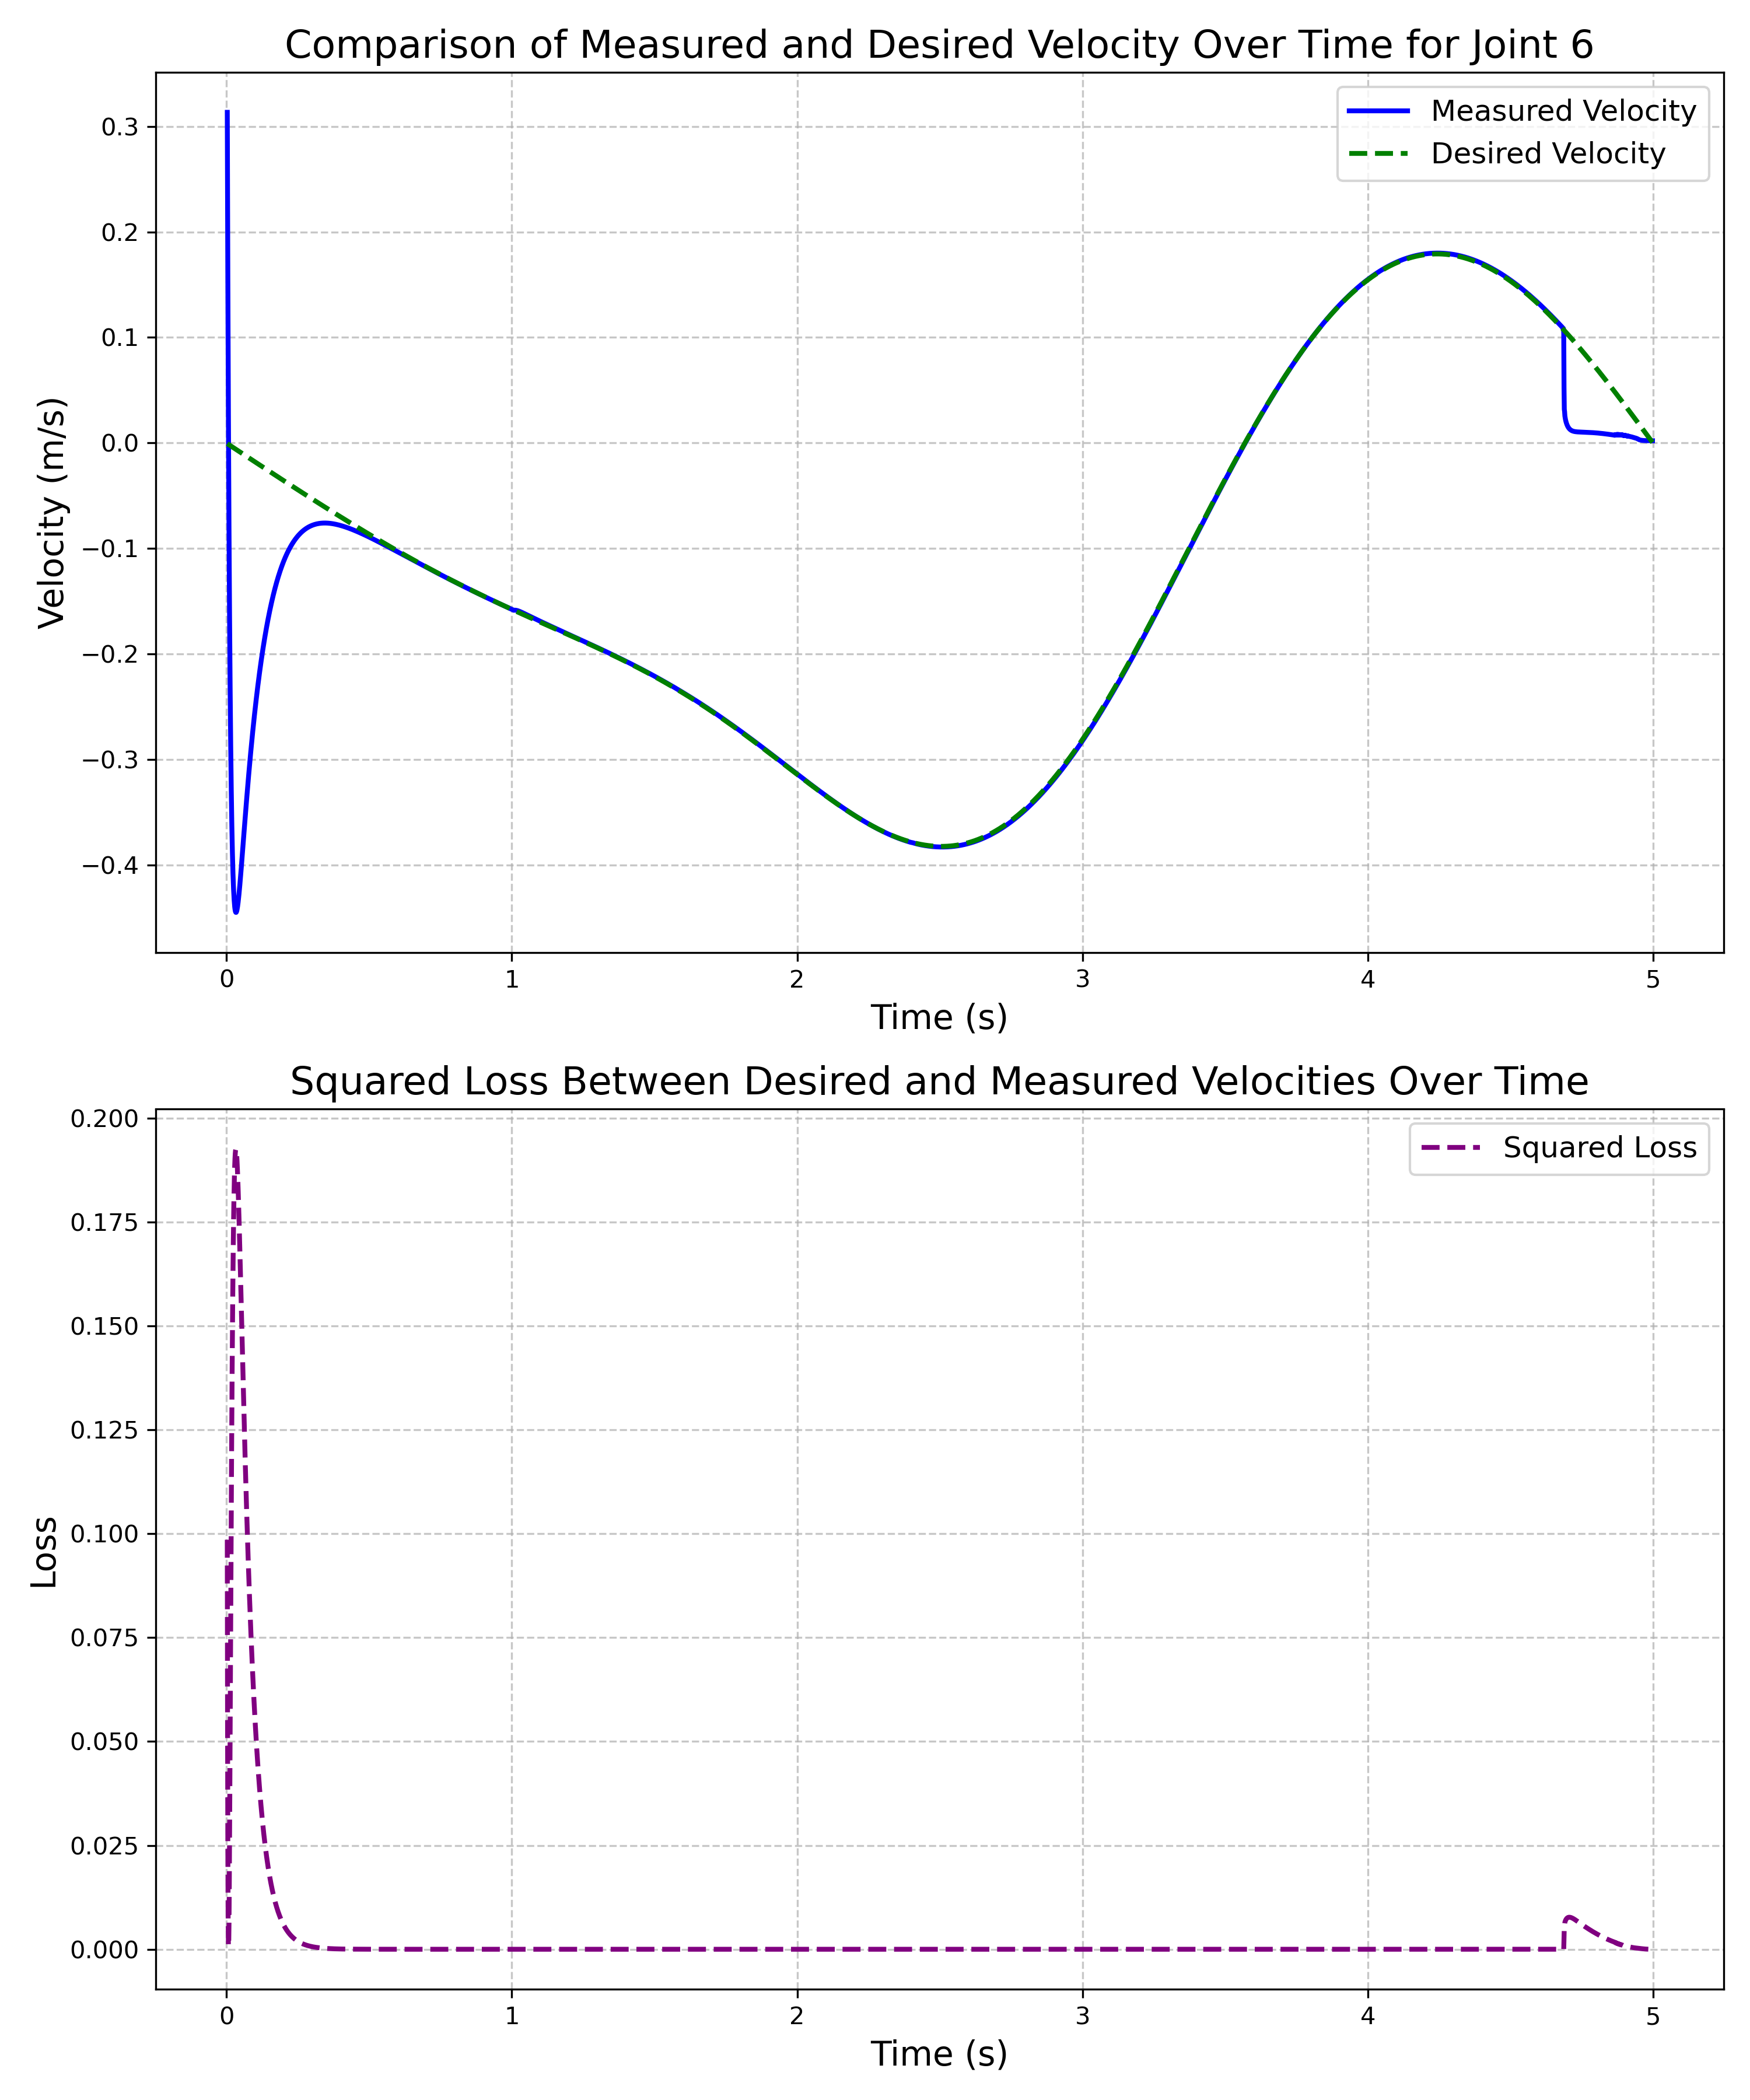 Comparison of Measured and Desired Velocity Over Time for Joint 6
Measured Velocity
Desired Velocity
Velocity (m/s)
0.3
0.2
0.1
0.0
−0.1
−0.2
−0.3
−0.4
0 1 2 3 4 5
Time (s)
Squared Loss Between Desired and Measured Velocities Over Time
Squared Loss
Loss
0.200
0.175
0.150
0.125
0.100
0.075
0.050
0.025
0.000
0 1 2 3 4 5
Time (s)